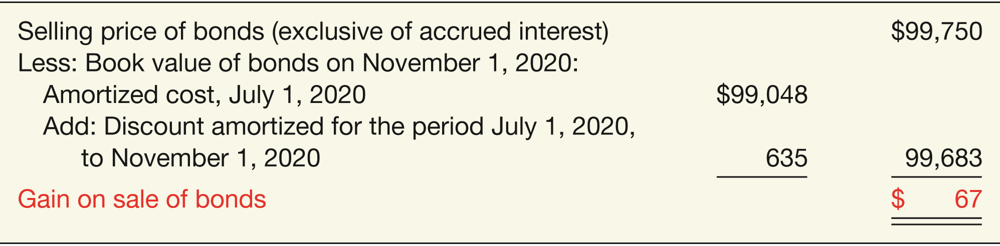 Selling price of bonds (exclusive of accrued interest) $99,750
Less: Book value of bonds on November 1, 2020:
Amortized cost, July 1, 2020 $99,048
Add: Discount amortized for the period July 1, 2020,
to November 1, 2020 635 99,683
Gain on sale of bonds $ 67